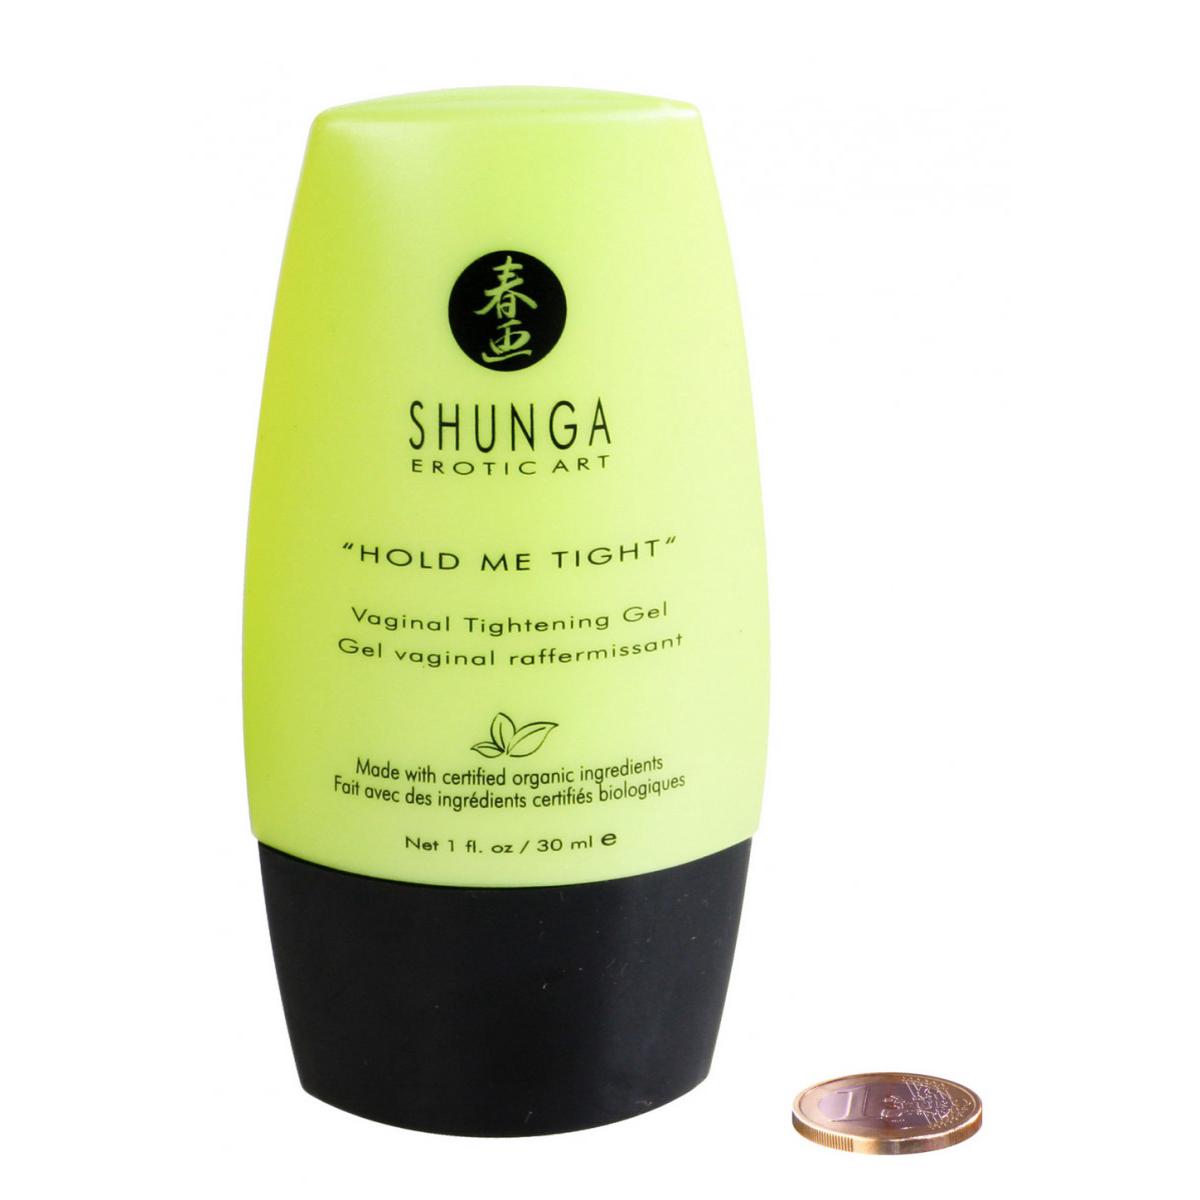 春画
SHUNGA
EROTIC ART
“HOLD ME TIGHT”
Vaginal Tightening Gel
Gel vaginal raffermissant
Made with certified organic ingredients
Fait avec des ingrédients certifiés biologiques
Net 1 fl. oz / 30 ml e
1